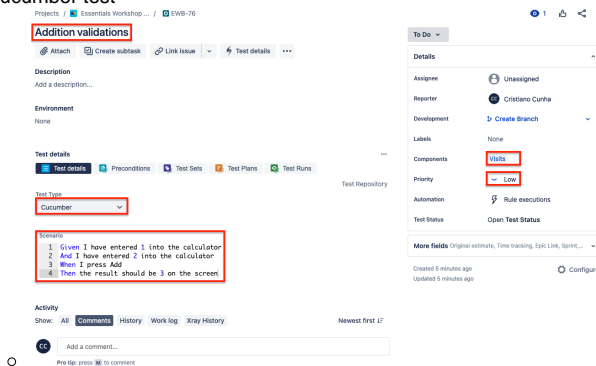 ucumber test
Projects / Essentials Workshop ... / EWB-76
1
Addition validations
To Do
Attach Create subtask Link issue Test details
Details
Description
Add a description...
Assignee Unassigned
Reporter CC Cristiano Cunha
Environment
None
Development Create Branch
Labels None
Test details
Components Visits
Test details Preconditions Test Sets Test Plans Test Runs
Priority Low
Test Repository
Automation Rule executions
Test Type
Cucumber
Test Status Open Test Status
Scenario
1 Given I have entered 1 into the calculator
2 And I have entered 2 into the calculator
3 When I press Add
4 Then the result should be 3 on the screen
More fields Original estimate, Time tracking, Epic Link, Sprint,...
Created 5 minutes ago Configur
Updated 5 minutes ago
Activity
Show: All Comments History Work log Xray History Newest first
CC Add a comment...
Pro tip: press M to comment